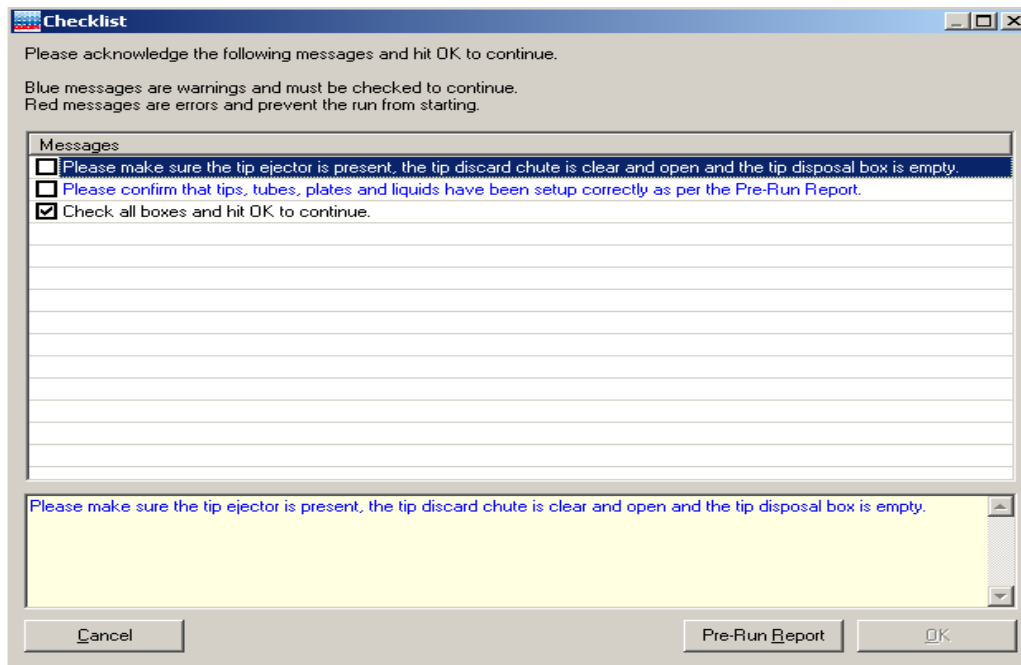 Checklist
Please acknowledge the following messages and hit OK to continue.
Blue messages are warnings and must be checked to continue.
Red messages are errors and prevent the run from starting.
Messages
Please make sure the tip ejector is present, the tip discard chute is clear and open and the tip disposal box is empty.
Please confirm that tips, tubes, plates and liquids have been setup correctly as per the Pre-Run Report.
Check all boxes and hit OK to continue.
Please make sure the tip ejector is present, the tip discard chute is clear and open and the tip disposal box is empty.
Cancel Pre-Run Report OK